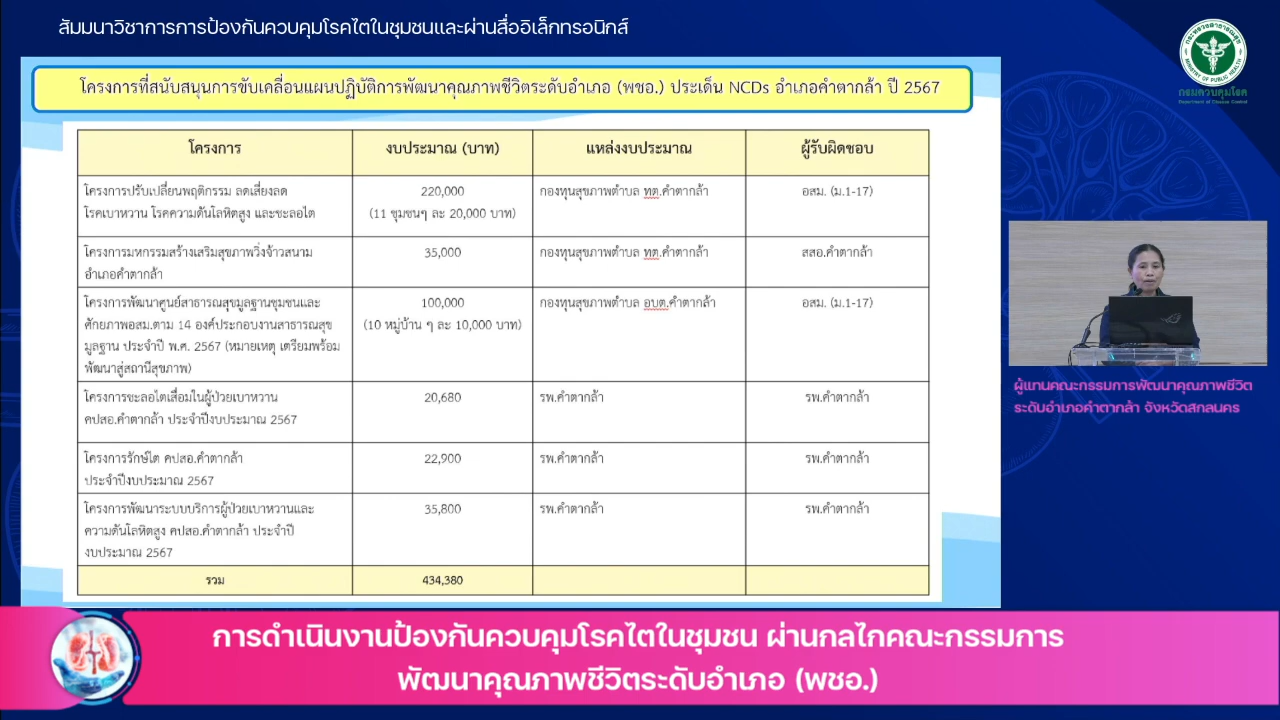 สัมมนาวิชาการการป้องกันควบคุมโรคไตในชุมชนและผ่านสื่ออิเล็กทรอนิกส์
กระทรวงสาธารณสุข
MINISTRY OF PUBLIC HEALTH
กรมควบคุมโรค
Department of Disease Control
โครงการที่สนับสนุนการขับเคลื่อนแผนปฏิบัติการพัฒนาคุณภาพชีวิตระดับอำเภอ (พชอ.) ประเด็น NCDs อำเภอคำตากล้า ปี 2567
โครงการ งบประมาณ (บาท) แหล่งงบประมาณ ผู้รับผิดชอบ
โครงการปรับเปลี่ยนพฤติกรรม ลดเสี่ยงลด 220,000 กองทุนสุขภาพตำบล ทต.คำตากล้า อสม. (ม.1-17)
โรคเบาหวาน โรคความดันโลหิตสูง และชะลอไต (11 ชุมชนๆ ละ 20,000 บาท)
โครงการมหกรรมสร้างเสริมสุขภาพวิ่งจ้าวสนาม 35,000 กองทุนสุขภาพตำบล ทต.คำตากล้า สสอ.คำตากล้า
อำเภอคำตากล้า
โครงการพัฒนาศูนย์สาธารณสุขมูลฐานชุมชนและ 100,000 กองทุนสุขภาพตำบล อบต.คำตากล้า อสม. (ม.1-17)
ศักยภาพอสม.ตาม 14 องค์ประกอบงานสาธารณสุข (10 หมู่บ้าน ๆ ละ 10,000 บาท)
มูลฐาน ประจำปี พ.ศ. 2567 (หมายเหตุ เตรียมพร้อม
พัฒนาสู่สถานีสุขภาพ)
โครงการชะลอไตเสื่อมในผู้ป่วยเบาหวาน 20,680 รพ.คำตากล้า รพ.คำตากล้า
คปสอ.คำตากล้า ประจำปีงบประมาณ 2567
โครงการรักษ์ไต คปสอ.คำตากล้า 22,900 รพ.คำตากล้า รพ.คำตากล้า
ประจำปีงบประมาณ 2567
โครงการพัฒนาระบบบริการผู้ป่วยเบาหวานและ 35,800 รพ.คำตากล้า รพ.คำตากล้า
ความดันโลหิตสูง คปสอ.คำตากล้า ประจำปี
งบประมาณ 2567
รวม 434,380
ผู้แทนคณะกรรมการพัฒนาคุณภาพชีวิต
ระดับอำเภอคำตากล้า จังหวัดสกลนคร
การดำเนินงานป้องกันควบคุมโรคไตในชุมชน ผ่านกลไกคณะกรรมการ
พัฒนาคุณภาพชีวิตระดับอำเภอ (พชอ.)